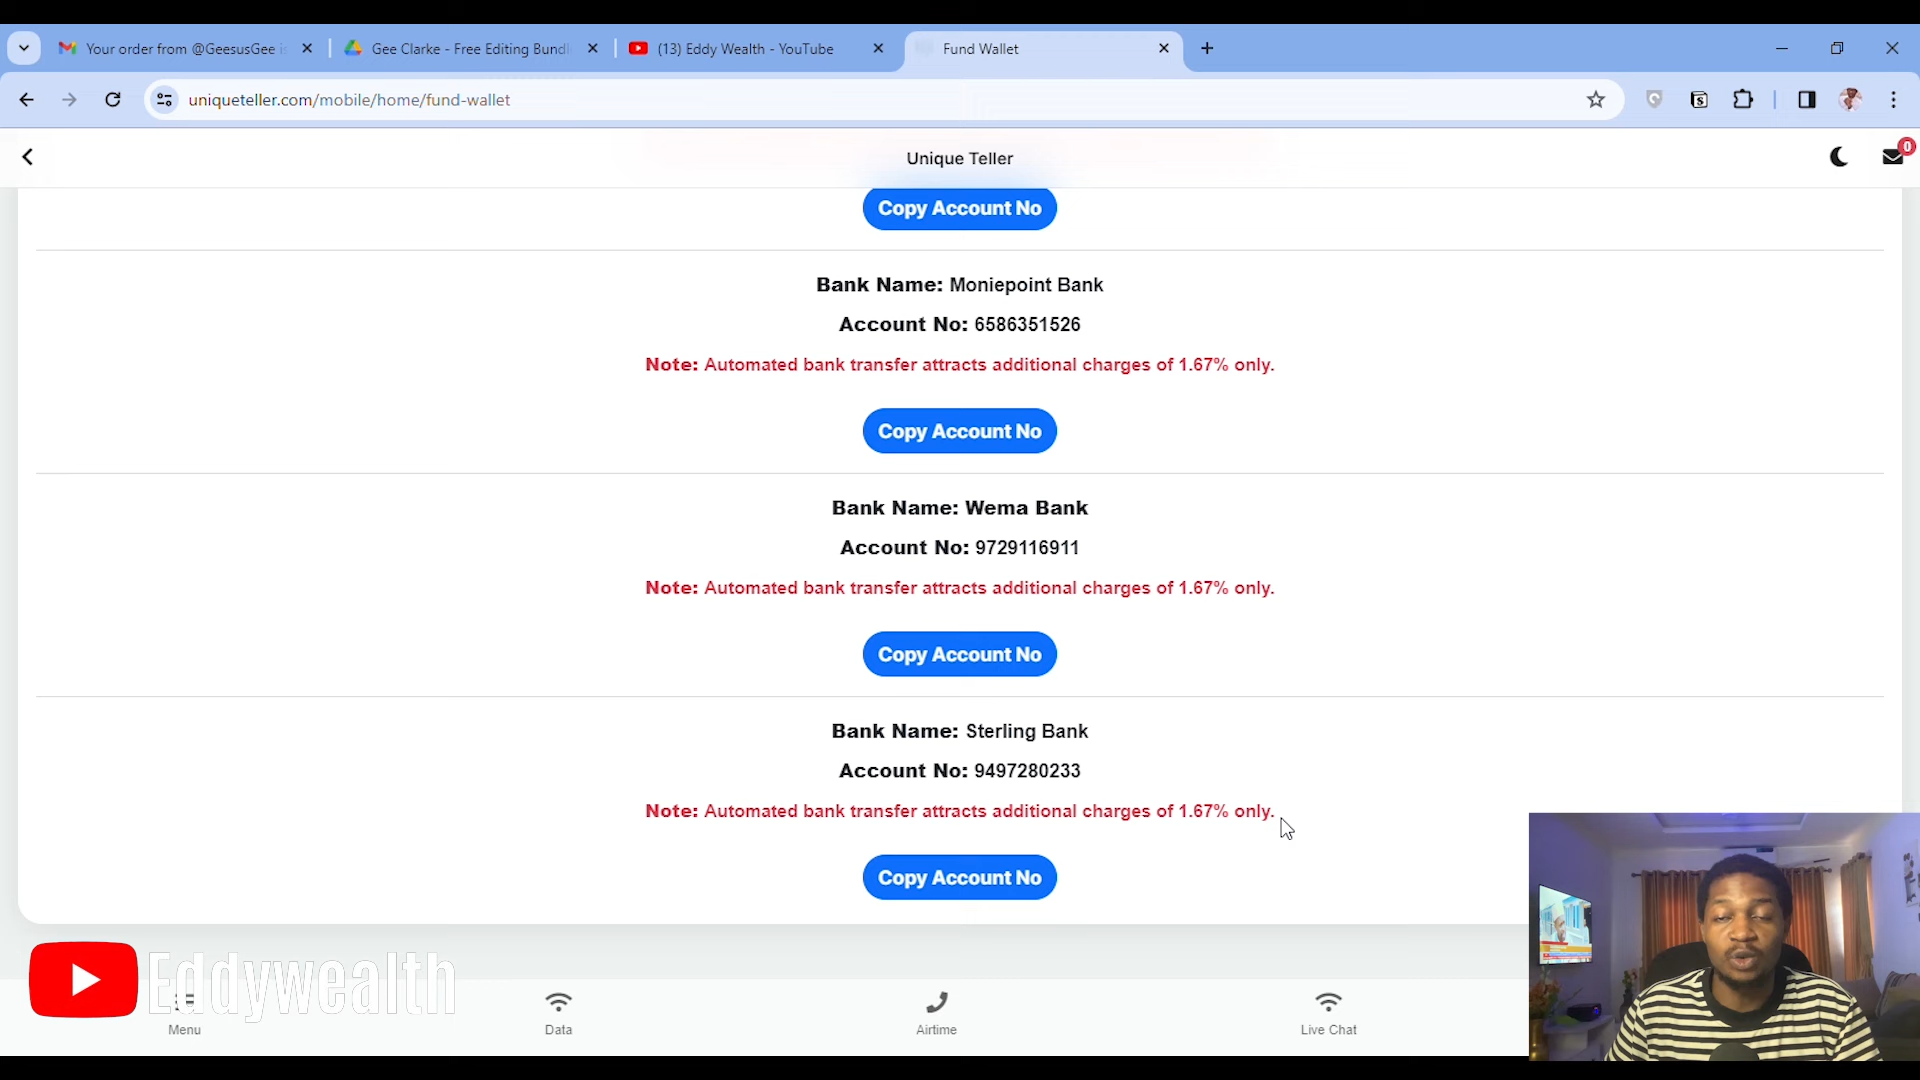 Your order from @GeesusGee is
Gee Clarke - Free Editing Bundl
(13) Eddy Wealth - YouTube
Fund Wallet
uniqueteller.com/mobile/home/fund-wallet
Unique Teller
0
Copy Account No
Bank Name: Moniepoint Bank
Account No: 6586351526
Note: Automated bank transfer attracts additional charges of 1.67% only.
Copy Account No
Bank Name: Wema Bank
Account No: 9729116911
Note: Automated bank transfer attracts additional charges of 1.67% only.
Copy Account No
Bank Name: Sterling Bank
Account No: 9497280233
Note: Automated bank transfer attracts additional charges of 1.67% only.
Copy Account No
Eddywealth
Menu
Data
Airtime
Live Chat